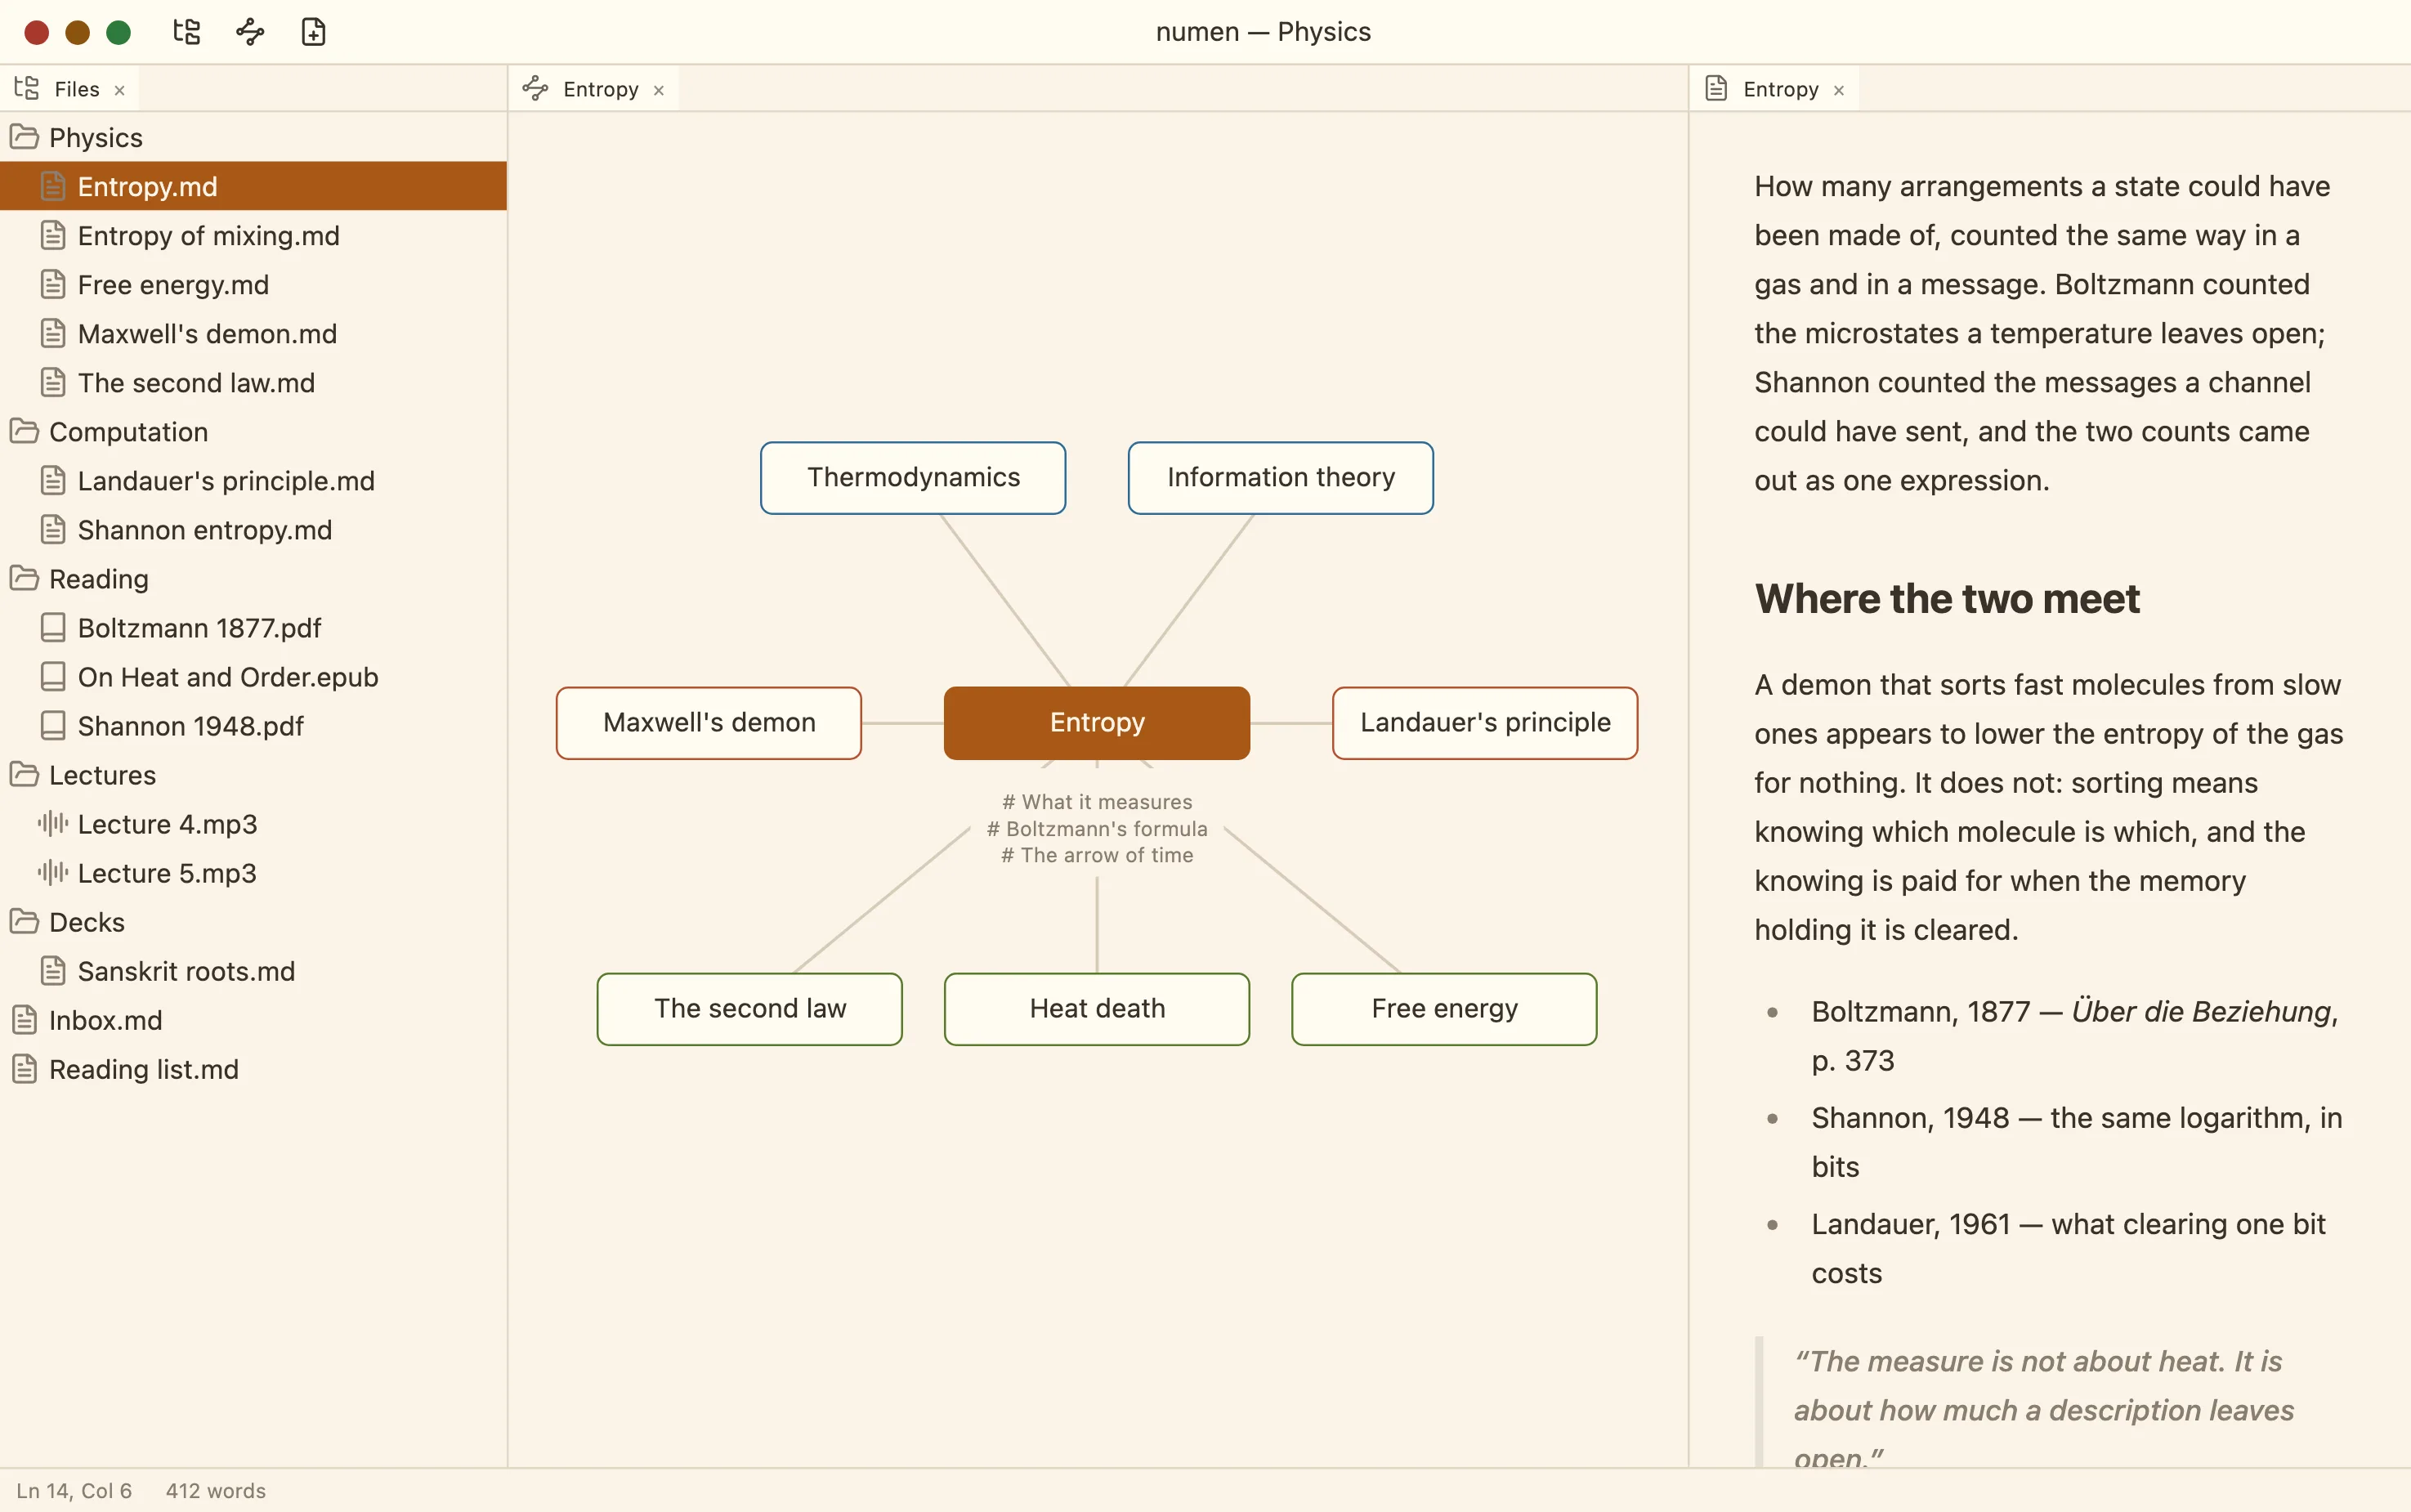 numen — Physics
Files ×
Entropy ×
Entropy ×
Physics
Entropy.md
Entropy of mixing.md
Free energy.md
Maxwell's demon.md
The second law.md
Computation
Landauer's principle.md
Shannon entropy.md
Reading
Boltzmann 1877.pdf
On Heat and Order.epub
Shannon 1948.pdf
Lectures
Lecture 4.mp3
Lecture 5.mp3
Decks
Sanskrit roots.md
Inbox.md
Reading list.md
Thermodynamics
Information theory
Maxwell's demon
Entropy
Landauer's principle
# What it measures
# Boltzmann's formula
# The arrow of time
The second law
Heat death
Free energy
How many arrangements a state could have
been made of, counted the same way in a
gas and in a message. Boltzmann counted
the microstates a temperature leaves open;
Shannon counted the messages a channel
could have sent, and the two counts came
out as one expression.
Where the two meet
A demon that sorts fast molecules from slow
ones appears to lower the entropy of the gas
for nothing. It does not: sorting means
knowing which molecule is which, and the
knowing is paid for when the memory
holding it is cleared.
• Boltzmann, 1877 — Über die Beziehung,
p. 373
• Shannon, 1948 — the same logarithm, in
bits
• Landauer, 1961 — what clearing one bit
costs
“The measure is not about heat. It is
about how much a description leaves
open.”
Ln 14, Col 6
412 words